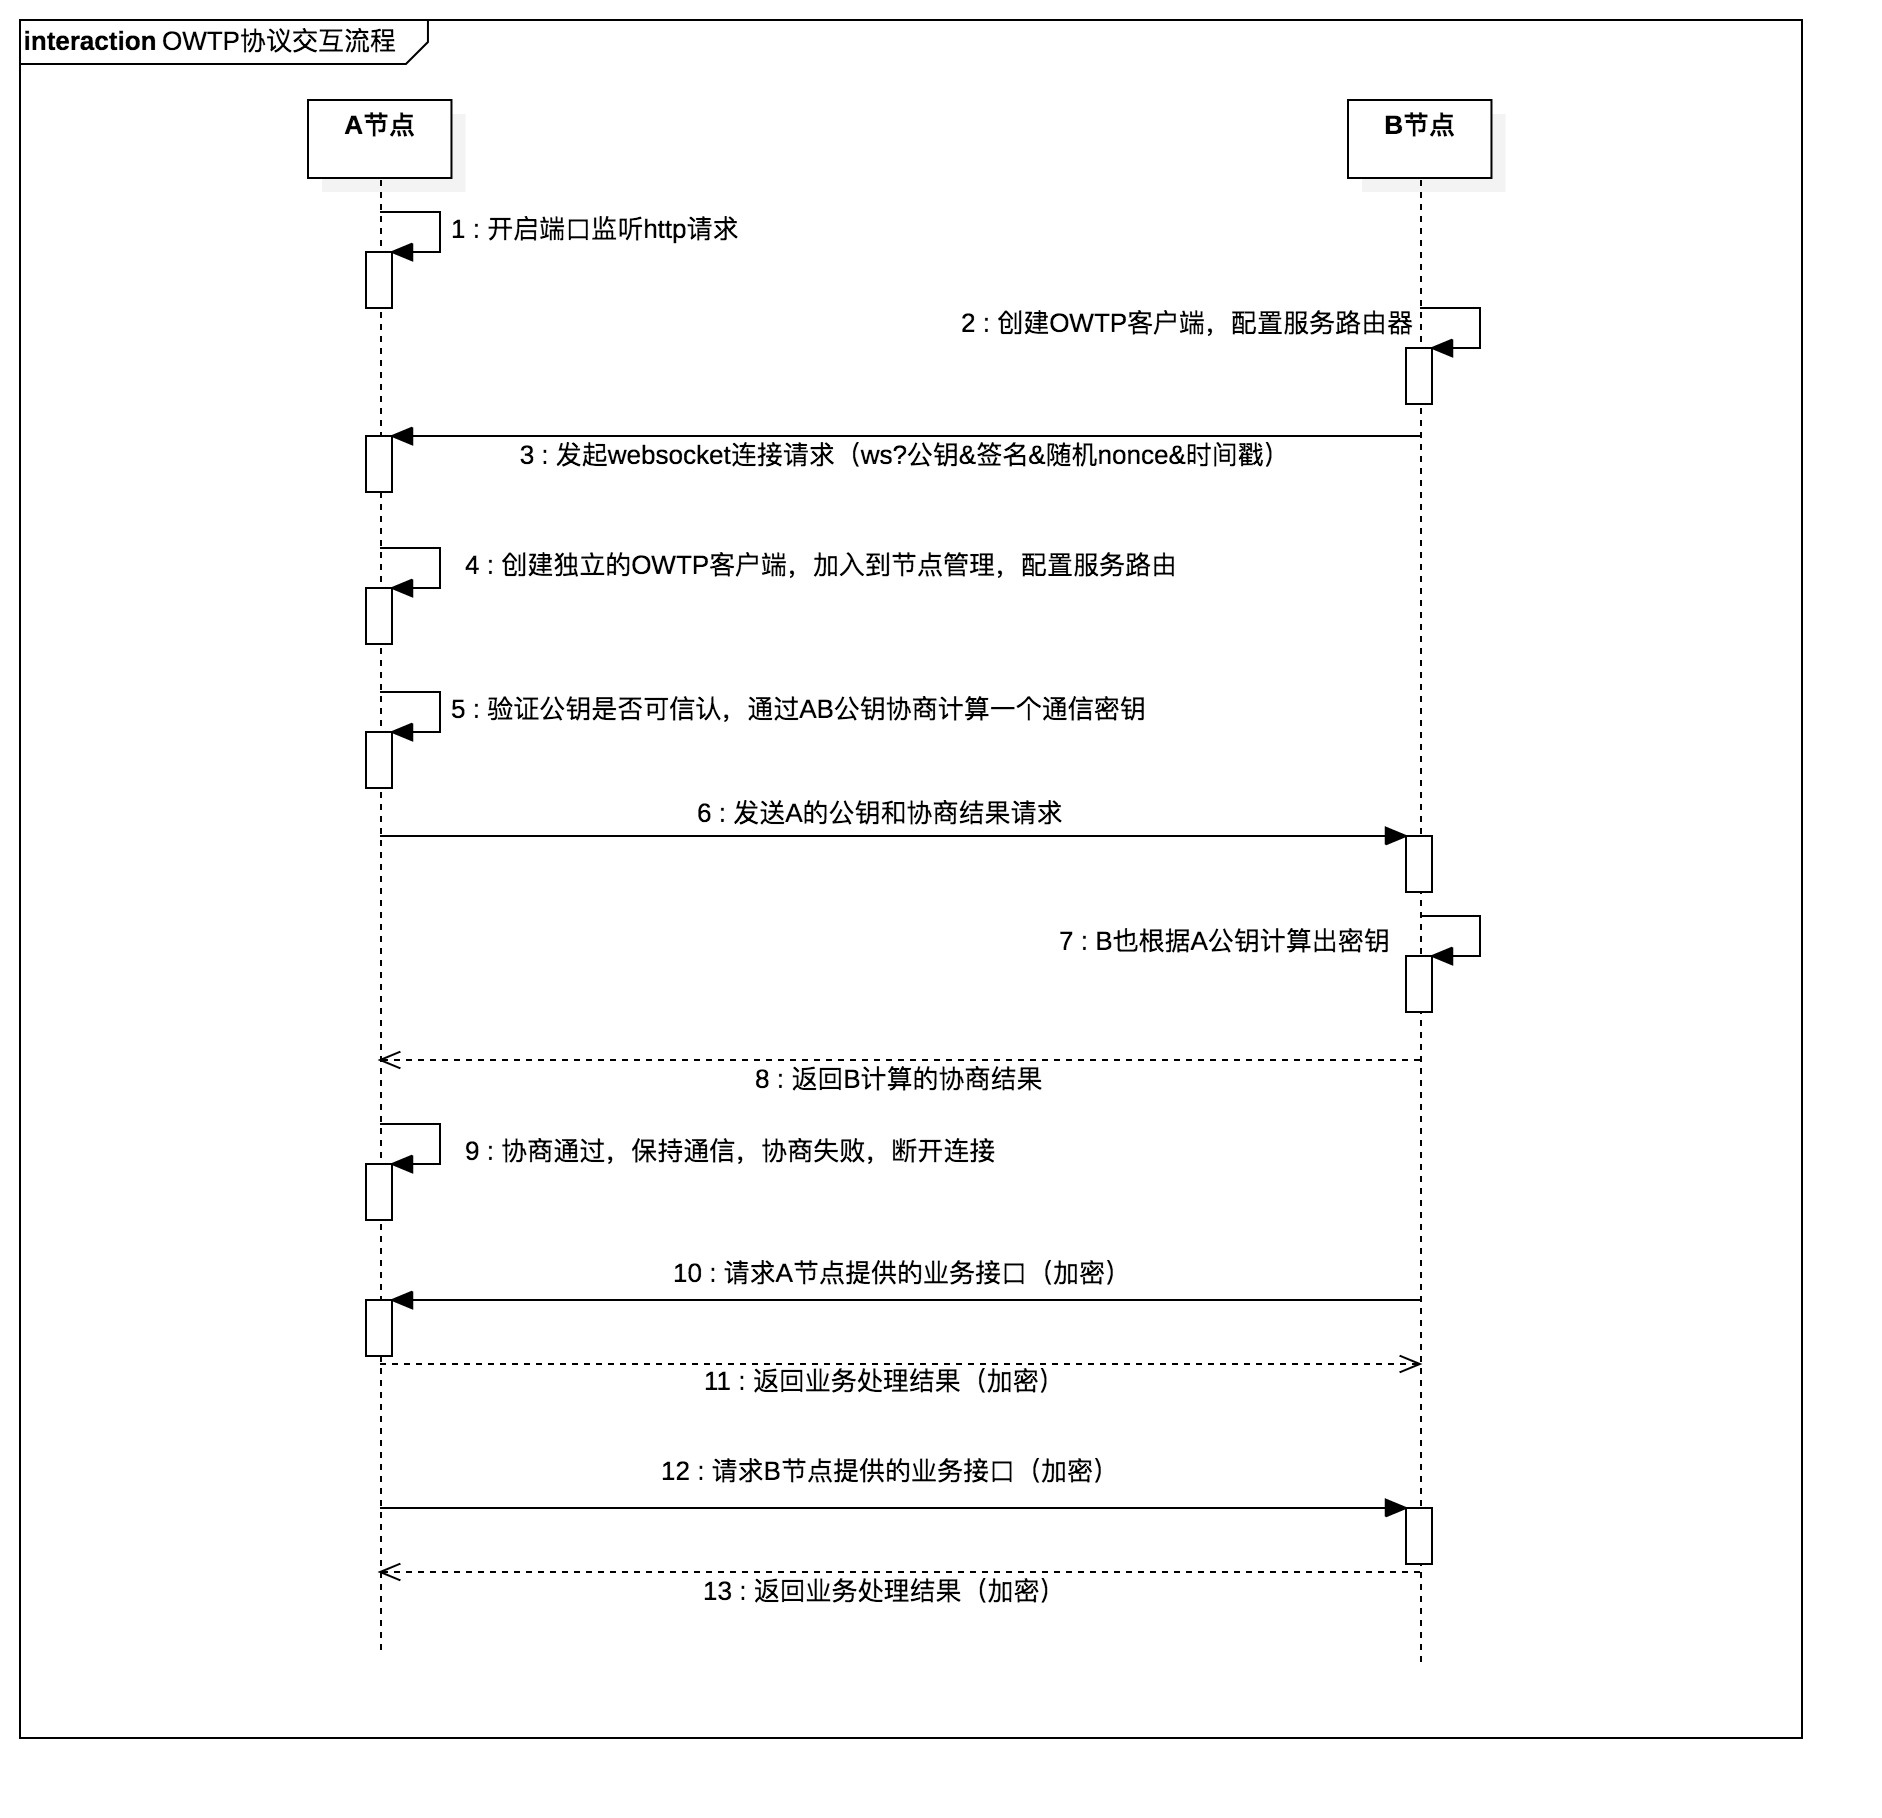 interaction OWTP协议交互流程
A节点
B节点
1 : 开启端口监听http请求
2 : 创建OWTP客户端，配置服务路由器
3 : 发起websocket连接请求（ws?公钥&签名&随机nonce&时间戳）
4 : 创建独立的OWTP客户端，加入到节点管理，配置服务路由
5 : 验证公钥是否可信认，通过AB公钥协商计算一个通信密钥
6 : 发送A的公钥和协商结果请求
7 : B也根据A公钥计算出密钥
8 : 返回B计算的协商结果
9 : 协商通过，保持通信，协商失败，断开连接
10 : 请求A节点提供的业务接口（加密）
11 : 返回业务处理结果（加密）
12 : 请求B节点提供的业务接口（加密）
13 : 返回业务处理结果（加密）